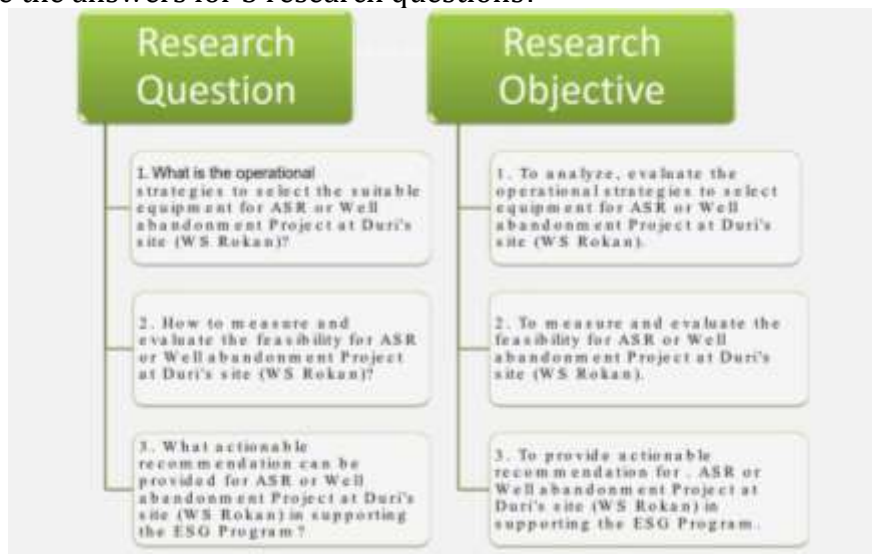 the answers for 3 research questions.
Research
Question
1. What is the operational
strategies to select the suitable
equipment for ASR or Well
abandonment Project at Duri's
site (WS Rokan)?
2. How to measure and
evaluate the feasibility for ASR
or Well abandonment Project
at Duri's site (WS Rokan)?
3. What actionable
recommendation can be
provided for ASR or Well
abandonment Project at Duri's
site (WS Rokan) in supporting
the ESG Program?
Research
Objective
1. To analyze, evaluate the
operational strategies to select
equipment for ASR or Well
abandonment Project at Duri's
site (WS Rokan).
2. To measure and evaluate the
feasibility for ASR or Well
abandonment Project at Duri's
site (WS Rokan).
3. To provide actionable
recommendation for . ASR or
Well abandonment Project at
Duri's site (WS Rokan) in
supporting the ESG Program.